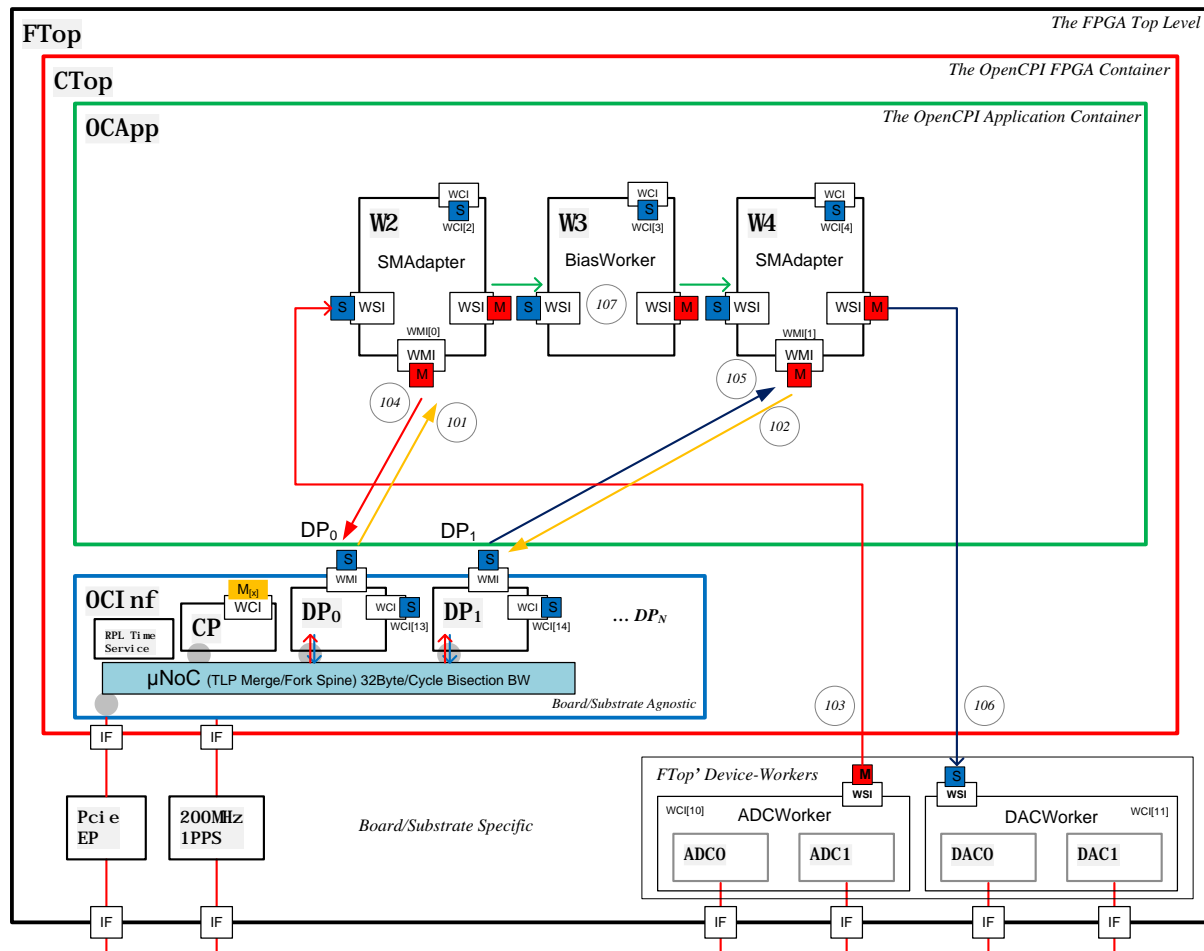 The FPGA Top Level
FTop
The OpenCPI FPGA Container
CTop
The OpenCPI Application Container
OCApp
WCI
S
WCI[2]
W2
SMAdapter
S
WSI
WSI
M
WMI[0]
WMI
M
WCI
S
WCI[3]
W3
BiasWorker
S
WSI
107
WSI
M
WCI
S
WCI[4]
W4
SMAdapter
S
WSI
WSI
M
WMI[1]
WMI
M
104
101
105
102
DP0
DP1
S
WMI
S
WMI
OCInf
M[x]
WCI
CP
RPL Time
Service
DP0
WCI
S
WCI[13]
DP1
WCI
S
WCI[14]
... DPN
µNoC (TLP Merge/Fork Spine) 32Byte/Cycle Bisection BW
Board/Substrate Agnostic
103
106
IF
IF
Pcie
EP
200MHz
1PPS
Board/Substrate Specific
FTop’ Device-Workers
M
WSI
S
WSI
WCI[10]
ADCWorker
ADC0
ADC1
DACWorker
WCI[11]
DAC0
DAC1
IF
IF
IF
IF
IF
IF